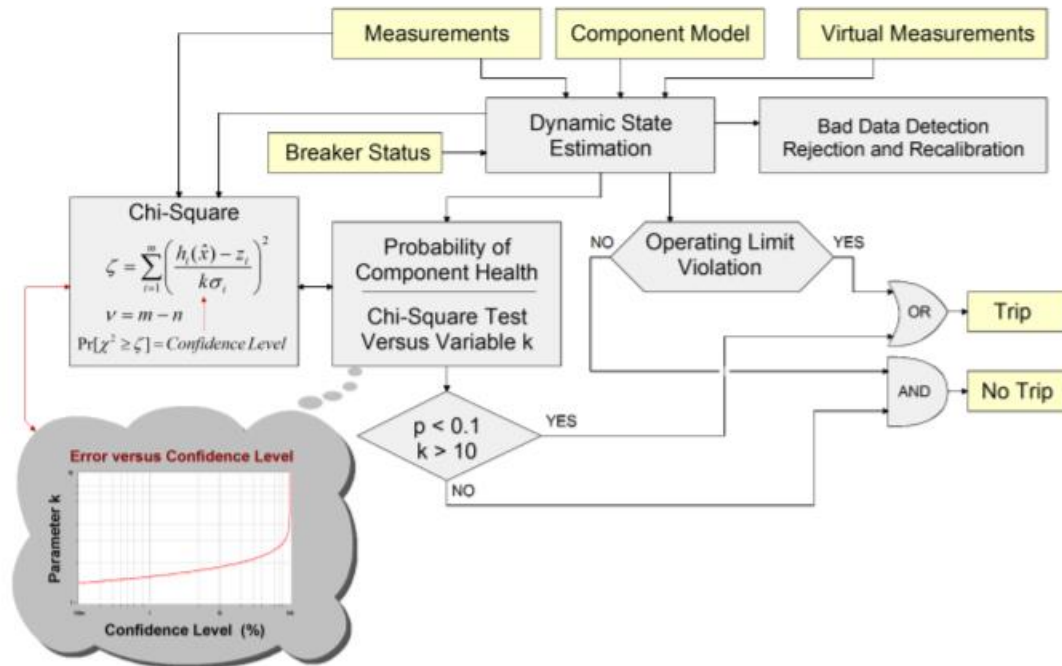 Measurements
Component Model
Virtual Measurements
Dynamic State
Estimation
Bad Data Detection
Rejection and Recalibration
Breaker Status
Chi-Square
ζ = ∑_{i=1}^{m} ( (h_i(x̂) − z_i) / (kσ_i) )²
ν = m − n
Pr[χ² ≥ ζ] = Confidence Level
Probability of
Component Health
Chi-Square Test
Versus Variable k
NO
Operating Limit
Violation
YES
OR
Trip
AND
No Trip
p < 0.1
k > 10
YES
NO
Error versus Confidence Level
Parameter k
Confidence Level (%)